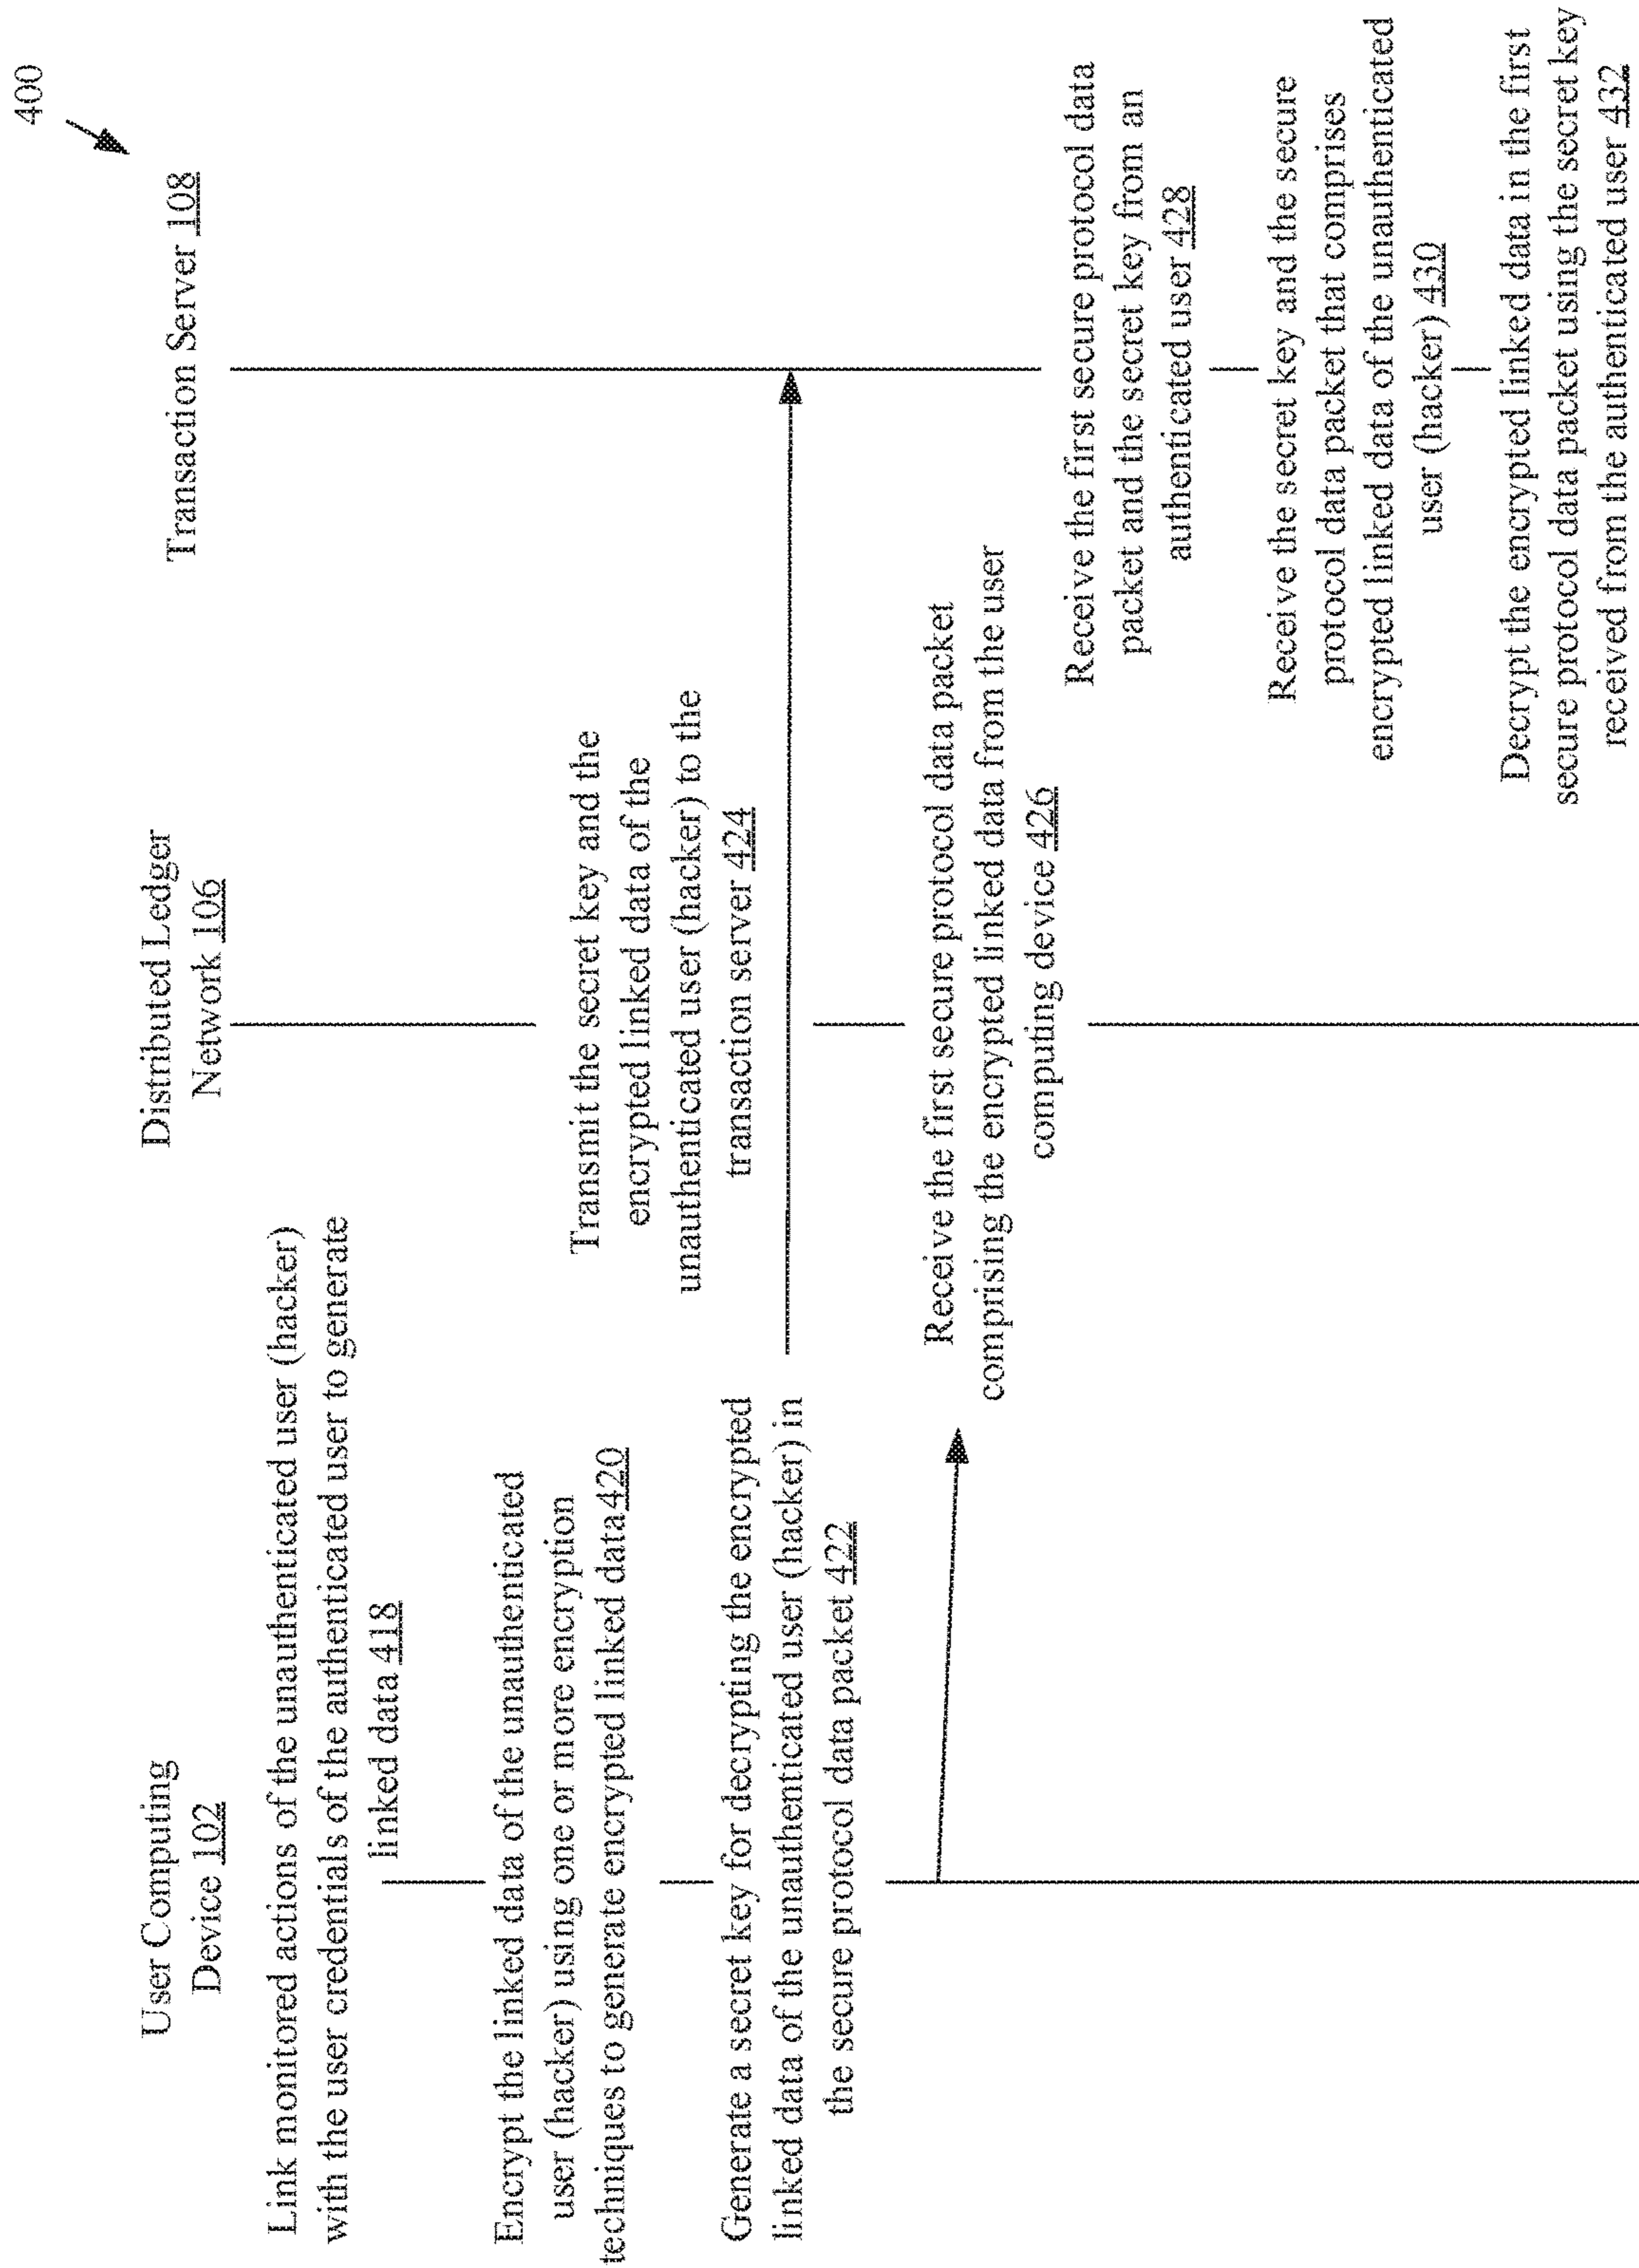 400
User Computing
Device 102
Distributed Ledger
Network 106
Transaction Server 108
Link monitored actions of the unauthenticated user (hacker)
with the user credentials of the authenticated user to generate
linked data 418
Encrypt the linked data of the unauthenticated
user (hacker) using one or more encryption
techniques to generate encrypted linked data 420
Generate a secret key for decrypting the encrypted
linked data of the unauthenticated user (hacker) in
the secure protocol data packet 422
Transmit the secret key and the
encrypted linked data of the
unauthenticated user (hacker) to the
transaction server 424
Receive the first secure protocol data packet
comprising the encrypted linked data from the user
computing device 426
Receive the first secure protocol data
packet and the secret key from an
authenticated user 428
Receive the secret key and the secure
protocol data packet that comprises
encrypted linked data of the unauthenticated
user (hacker) 430
Decrypt the encrypted linked data in the first
secure protocol data packet using the secret key
received from the authenticated user 432